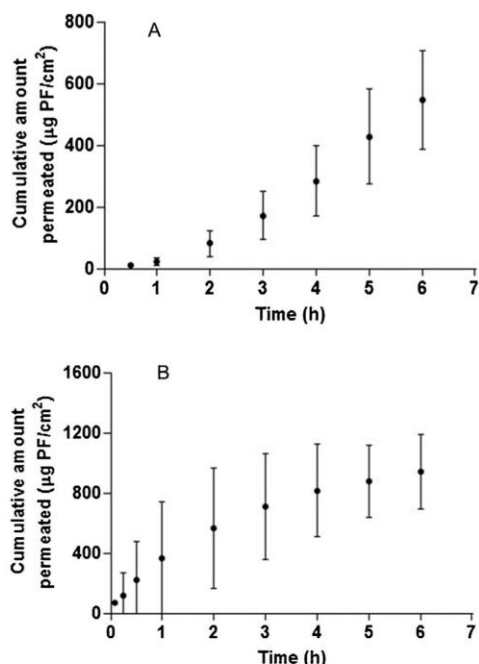 A
Cumulative amount
permeated (µg PF/cm²)
800
600
400
200
0
0 1 2 3 4 5 6 7
Time (h)
B
Cumulative amount
permeated (µg PF/cm²)
1600
1200
800
400
0
0 1 2 3 4 5 6 7
Time (h)